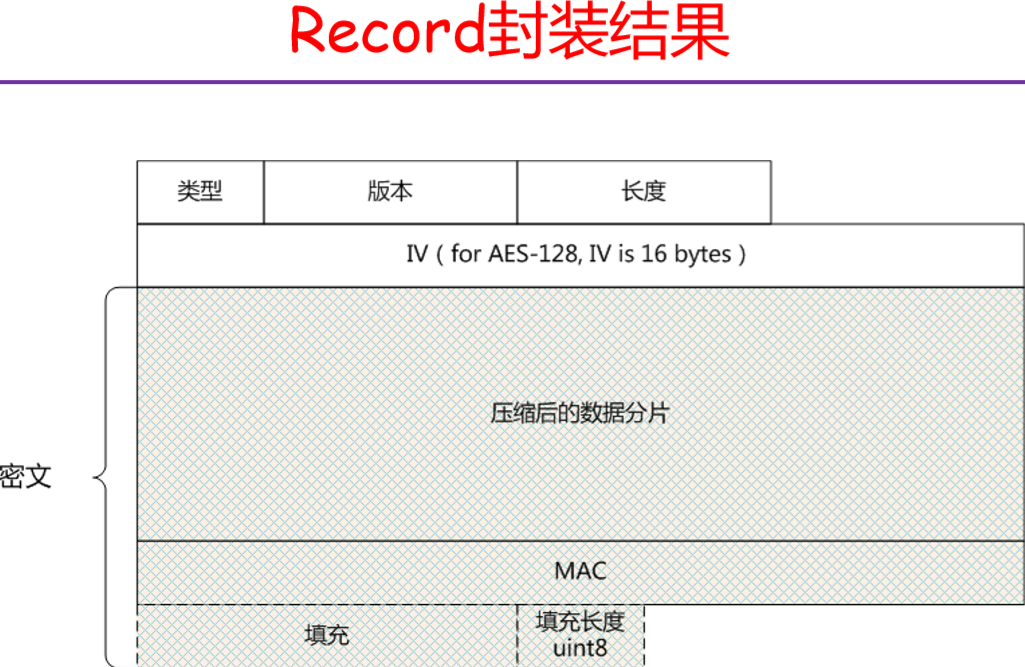 Record封装结果
类型 版本 长度
IV ( for AES-128, IV is 16 bytes )
压缩后的数据分片
密文
MAC
填充 填充长度
uint8